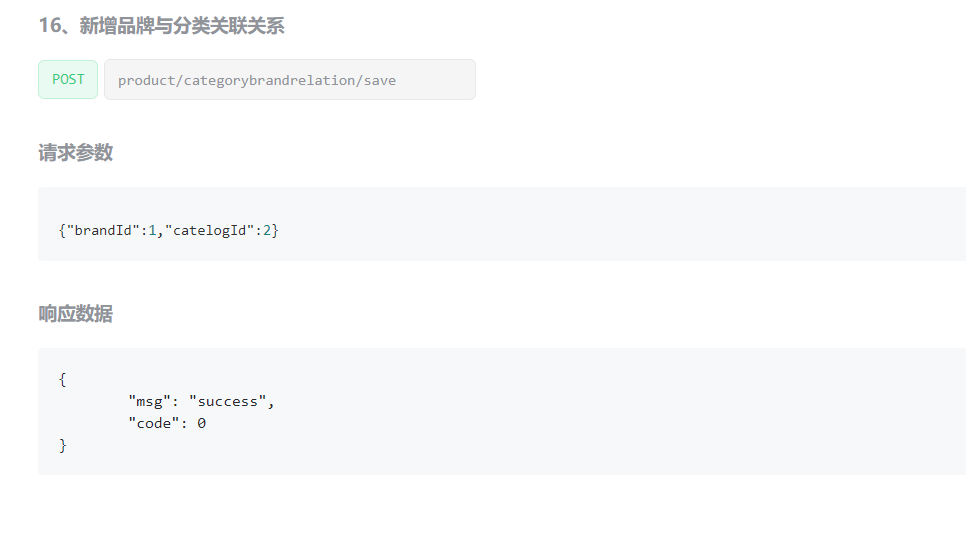 16、新增品牌与分类关联关系
POST product/categorybrandrelation/save
请求参数
{"brandId":1,"catelogId":2}
响应数据
{
"msg": "success",
"code": 0
}